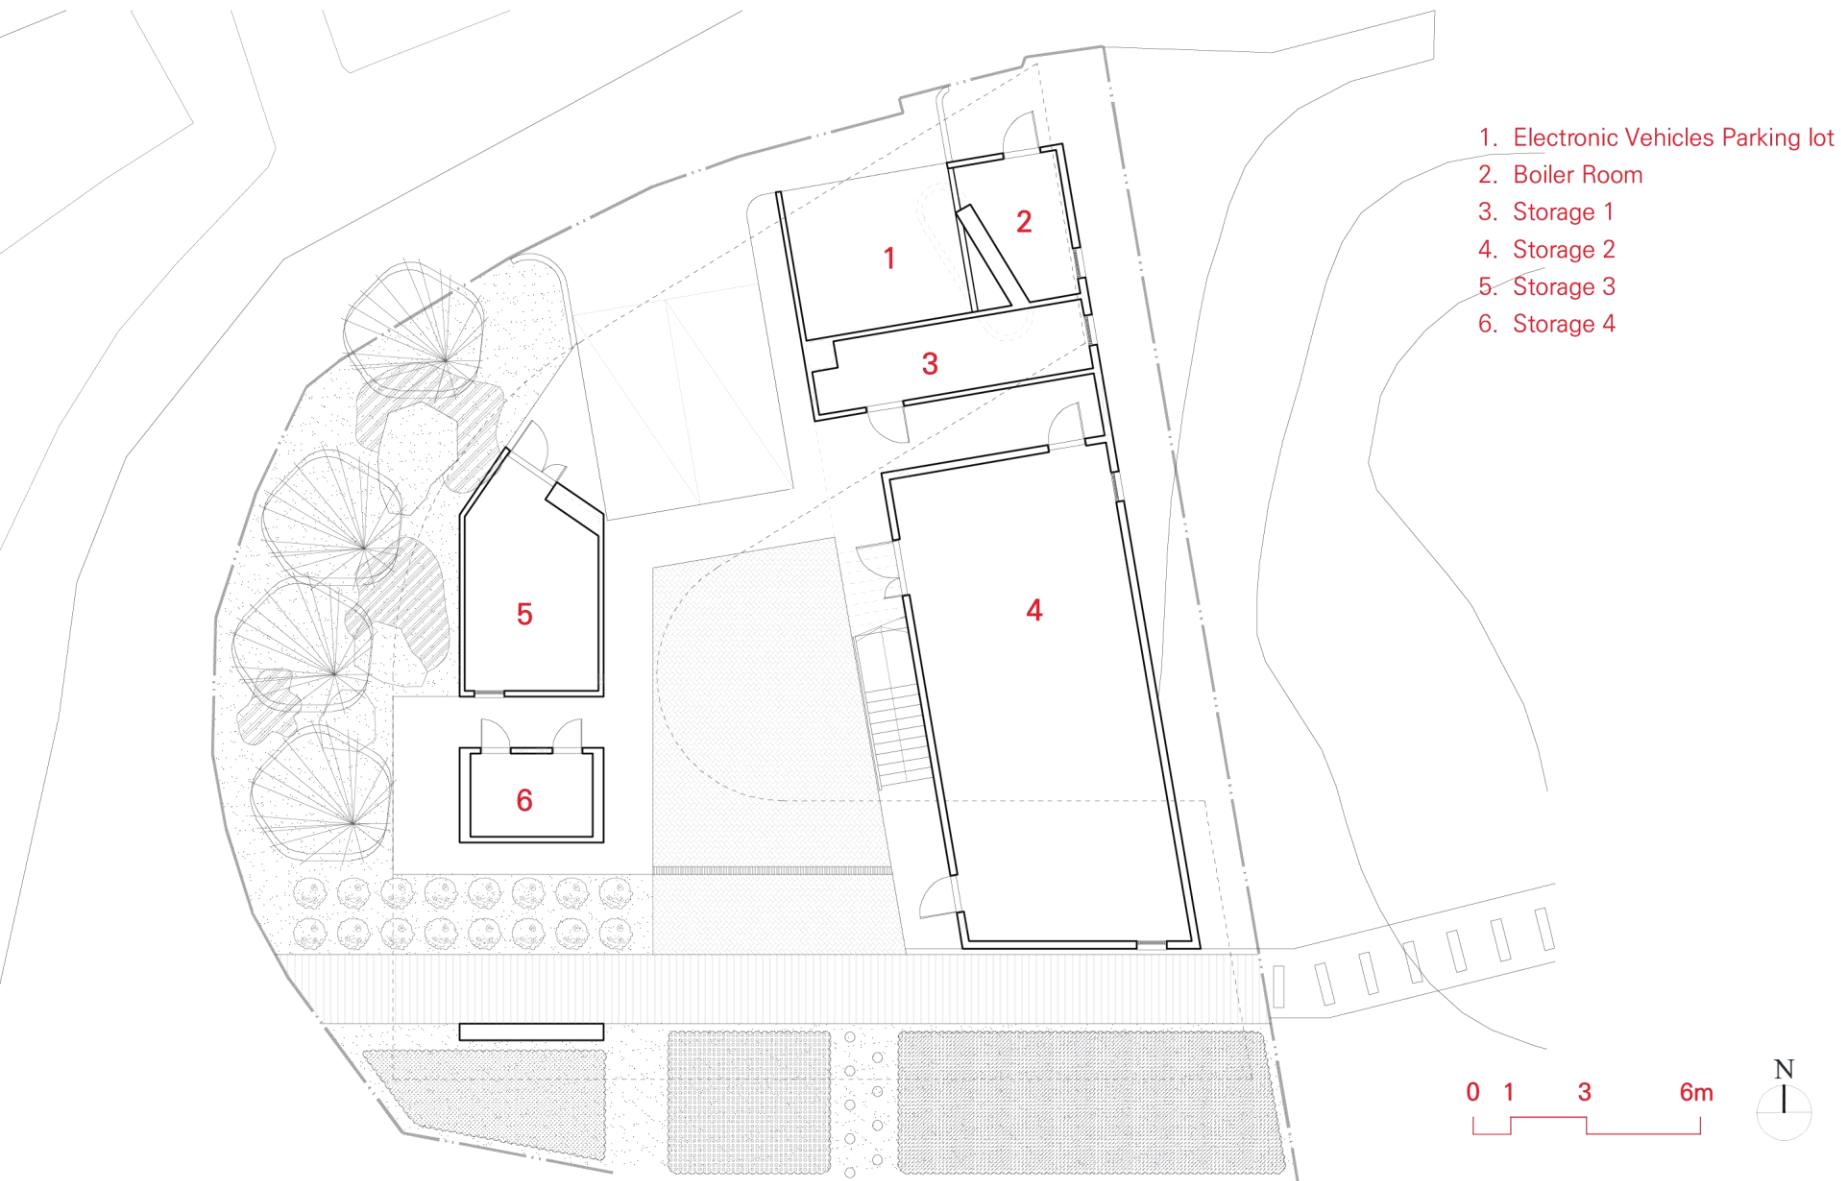 1. Electronic Vehicles Parking lot
2. Boiler Room
3. Storage 1
4. Storage 2
5. Storage 3
6. Storage 4
1
2
3
4
5
6
N
0 1 3 6m